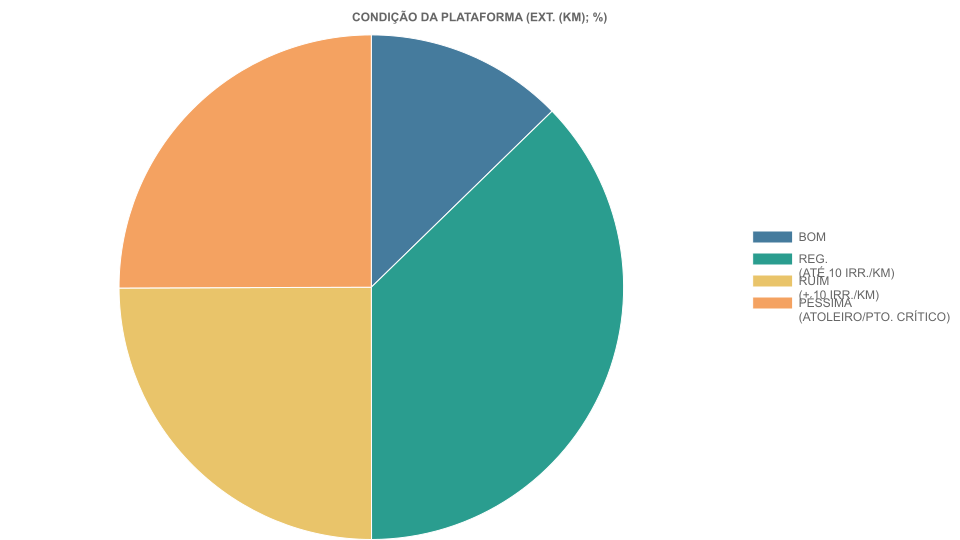 CONDIÇÃO DA PLATAFORMA (EXT. (KM); %)
BOM
REG.
(ATÉ 10 IRR./KM)
RUIM
(+ 10 IRR./KM)
PÉSSIMA
(ATOLEIRO/PTO. CRÍTICO)